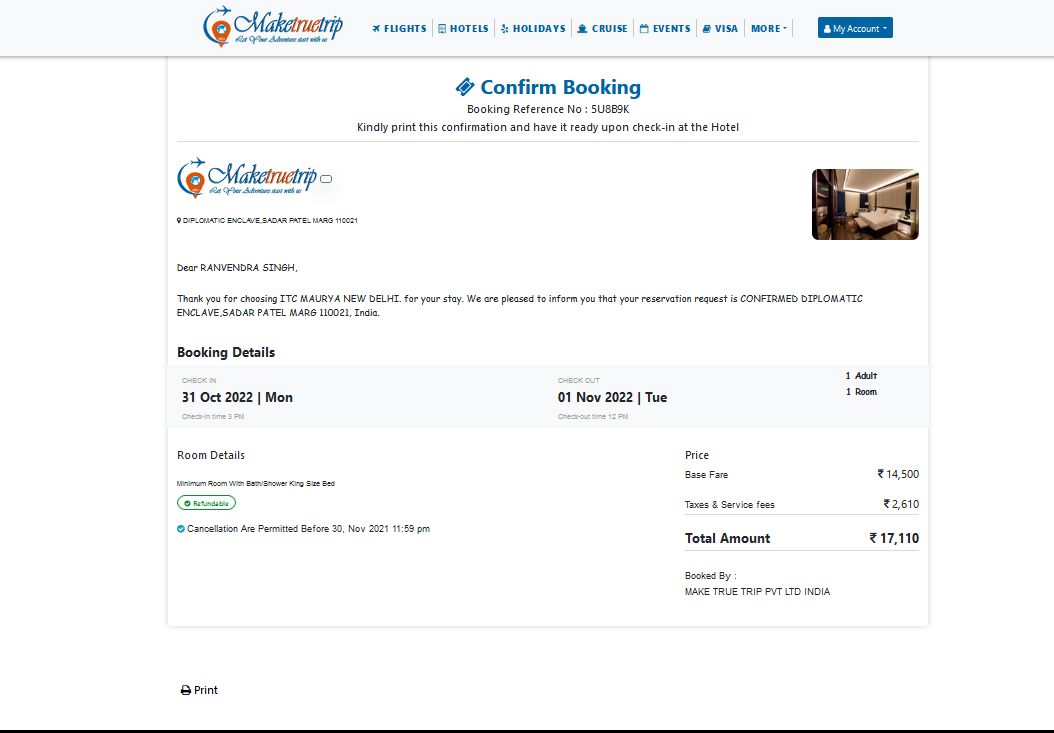 Maketruetrip
Let Your Adventure start with us
FLIGHTS HOTELS HOLIDAYS CRUISE EVENTS VISA MORE My Account
Confirm Booking
Booking Reference No : 5U8B9K
Kindly print this confirmation and have it ready upon check-in at the Hotel
Maketruetrip
Let Your Adventure start with us
DIPLOMATIC ENCLAVE,SADAR PATEL MARG 110021
Dear RANVENDRA SINGH,
Thank you for choosing ITC MAURYA NEW DELHI. for your stay. We are pleased to inform you that your reservation request is CONFIRMED DIPLOMATIC
ENCLAVE,SADAR PATEL MARG 110021, India.
Booking Details
CHECK IN
31 Oct 2022 | Mon
Check-in time 3 PM
CHECK OUT
01 Nov 2022 | Tue
Check-out time 12 PM
1 Adult
1 Room
Room Details
Minimum Room With Bath/Shower King Size Bed
Refundable
Cancellation Are Permitted Before 30, Nov 2021 11:59 pm
Price
Base Fare ₹ 14,500
Taxes & Service fees ₹ 2,610
Total Amount ₹ 17,110
Booked By :
MAKE TRUE TRIP PVT LTD INDIA
Print